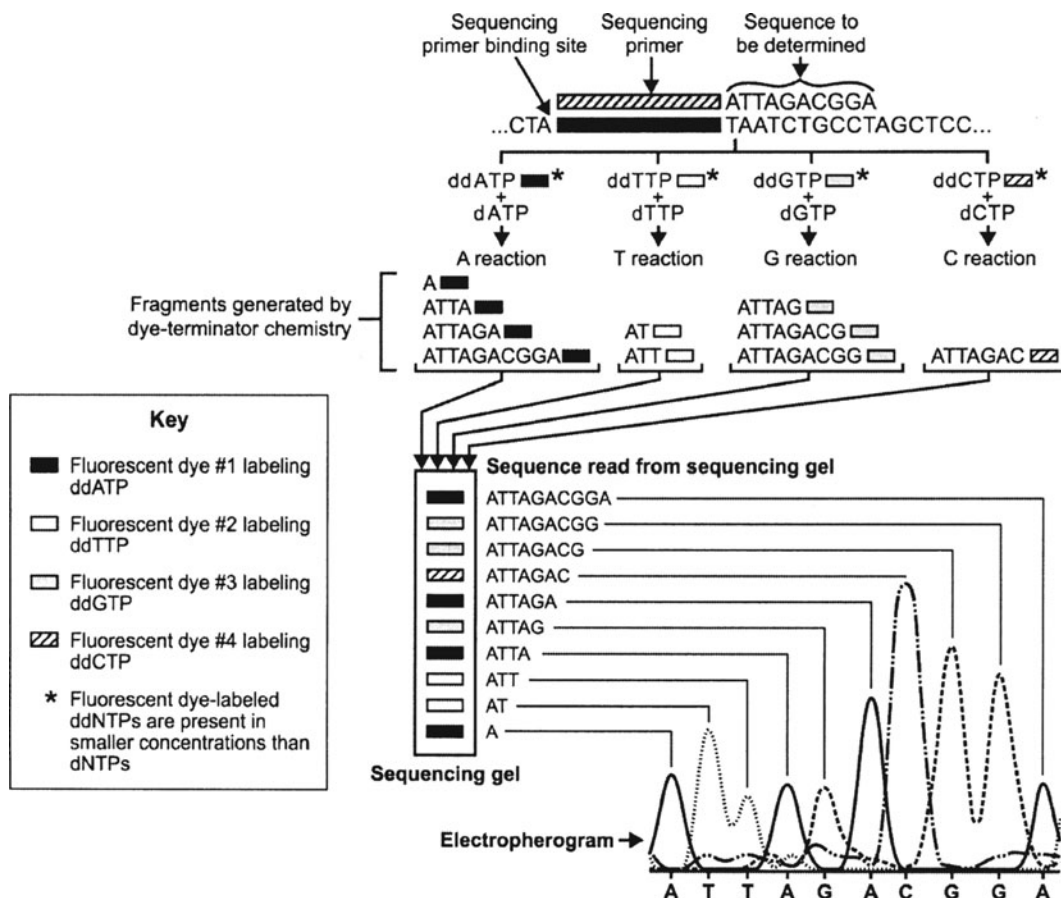 Sequencing
primer binding site
Sequencing
primer
Sequence to
be determined
ATTAGACGGA
...CTA
TAATCTGCCTAGCTCC...
ddATP *
+
dATP
A reaction
ddTTP *
+
dTTP
T reaction
ddGTP *
+
dGTP
G reaction
ddCTP *
+
dCTP
C reaction
Fragments generated by
dye-terminator chemistry
A
ATTA
ATTAGA
ATTAGACGGA
AT
ATT
ATTAG
ATTAGACG
ATTAGACGG
ATTAGAC
Key
Fluorescent dye #1 labeling
ddATP
Fluorescent dye #2 labeling
ddTTP
Fluorescent dye #3 labeling
ddGTP
Fluorescent dye #4 labeling
ddCTP
* Fluorescent dye-labeled
ddNTPs are present in
smaller concentrations than
dNTPs
Sequence read from sequencing gel
ATTAGACGGA
ATTAGACGG
ATTAGACG
ATTAGAC
ATTAGA
ATTAG
ATTA
ATT
AT
A
Sequencing gel
Electropherogram
A T T A G A C G G A